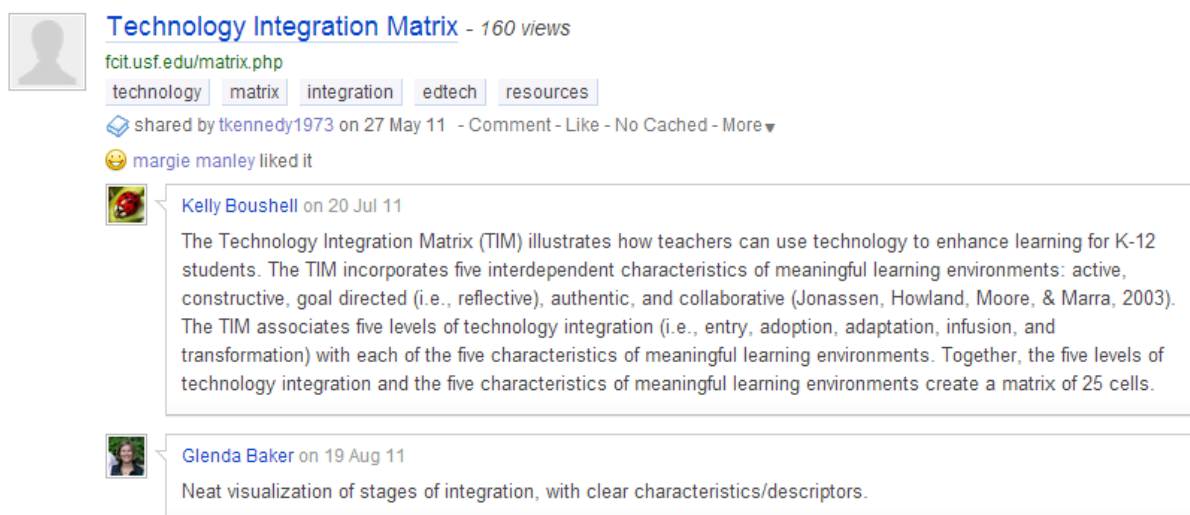 Technology Integration Matrix - 160 views
fcit.usf.edu/matrix.php
technology matrix integration edtech resources
shared by tkennedy1973 on 27 May 11 - Comment - Like - No Cached - More▼
margie manley liked it
Kelly Boushell on 20 Jul 11
The Technology Integration Matrix (TIM) illustrates how teachers can use technology to enhance learning for K-12
students. The TIM incorporates five interdependent characteristics of meaningful learning environments: active,
constructive, goal directed (i.e., reflective), authentic, and collaborative (Jonassen, Howland, Moore, & Marra, 2003).
The TIM associates five levels of technology integration (i.e., entry, adoption, adaptation, infusion, and
transformation) with each of the five characteristics of meaningful learning environments. Together, the five levels of
technology integration and the five characteristics of meaningful learning environments create a matrix of 25 cells.
Glenda Baker on 19 Aug 11
Neat visualization of stages of integration, with clear characteristics/descriptors.